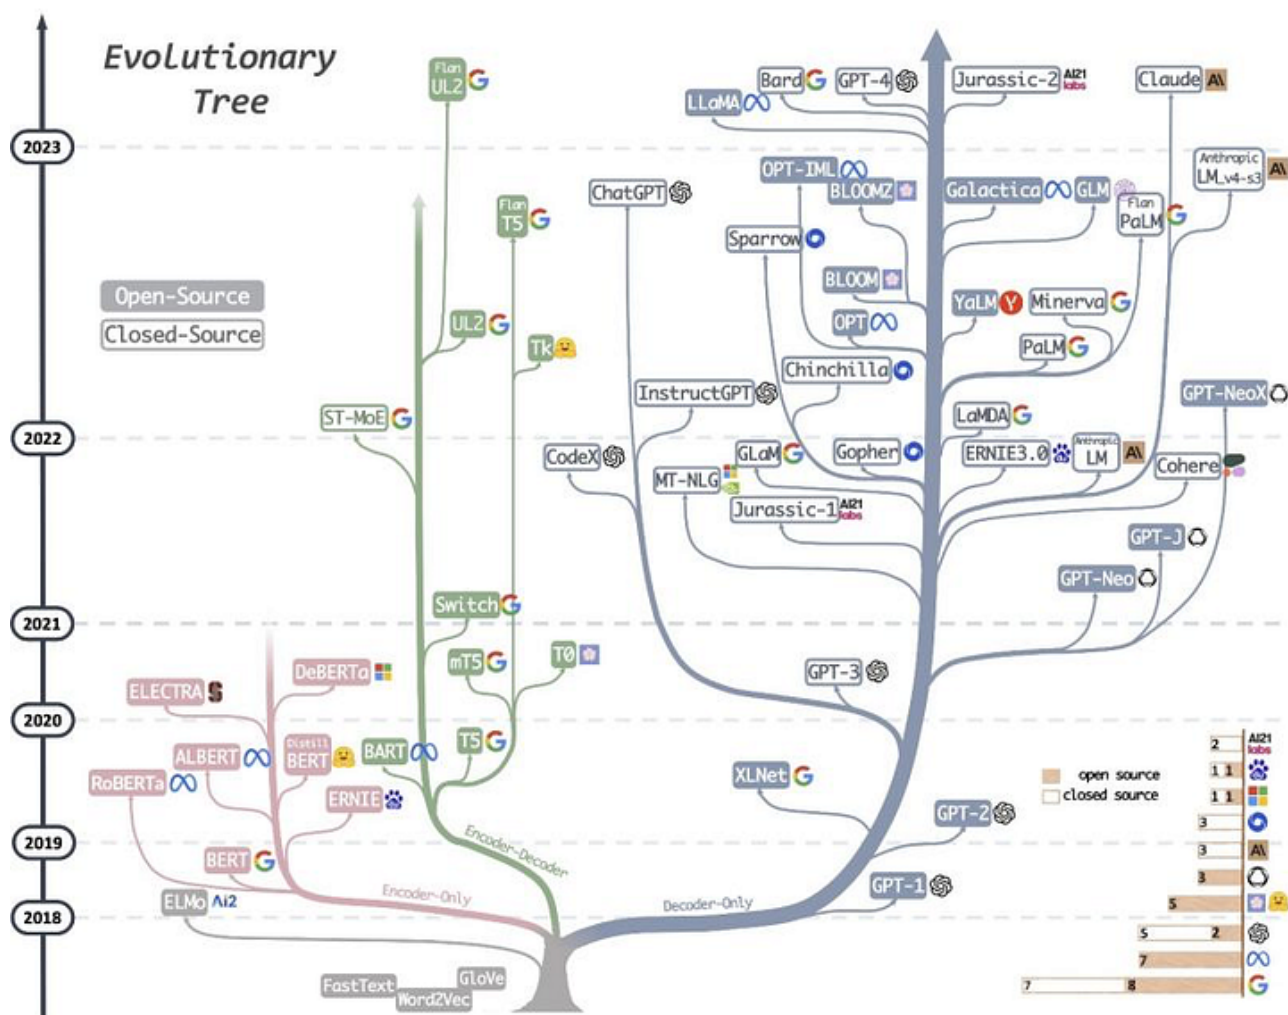 Evolutionary
Tree
Flan
UL2
Bard
GPT-4
Jurassic-2
AI21
labs
Claude
A\
LLaMA
2023
OPT-IML
Anthropic
LM_v4-s3
A\
ChatGPT
BLOOMZ
Galactica
GLM
Flan
T5
Flan
PaLM
Sparrow
Open-Source
Closed-Source
BLOOM
YaLM
Y
Minerva
UL2
OPT
Tk
PaLM
Chinchilla
InstructGPT
GPT-NeoX
ST-MoE
LaMDA
2022
CodeX
GLaM
Gopher
ERNIE3.0
Anthropic
LM
A\
Cohere
MT-NLG
Jurassic-1
AI21
labs
GPT-J
GPT-Neo
Switch
2021
mT5
T0
DeBERTa
GPT-3
ELECTRA
S
2020
BART
T5
ALBERT
Distill
BERT
RoBERTa
XLNet
ERNIE
GPT-2
2019
Encoder-Decoder
BERT
GPT-1
Encoder-Only
Decoder-Only
ELMo
Ai2
2018
FastText
Word2Vec
GloVe
open source
closed source
2
AI21
labs
1 1
1 1
3
3
A\
3
5
5 2
7
7 8